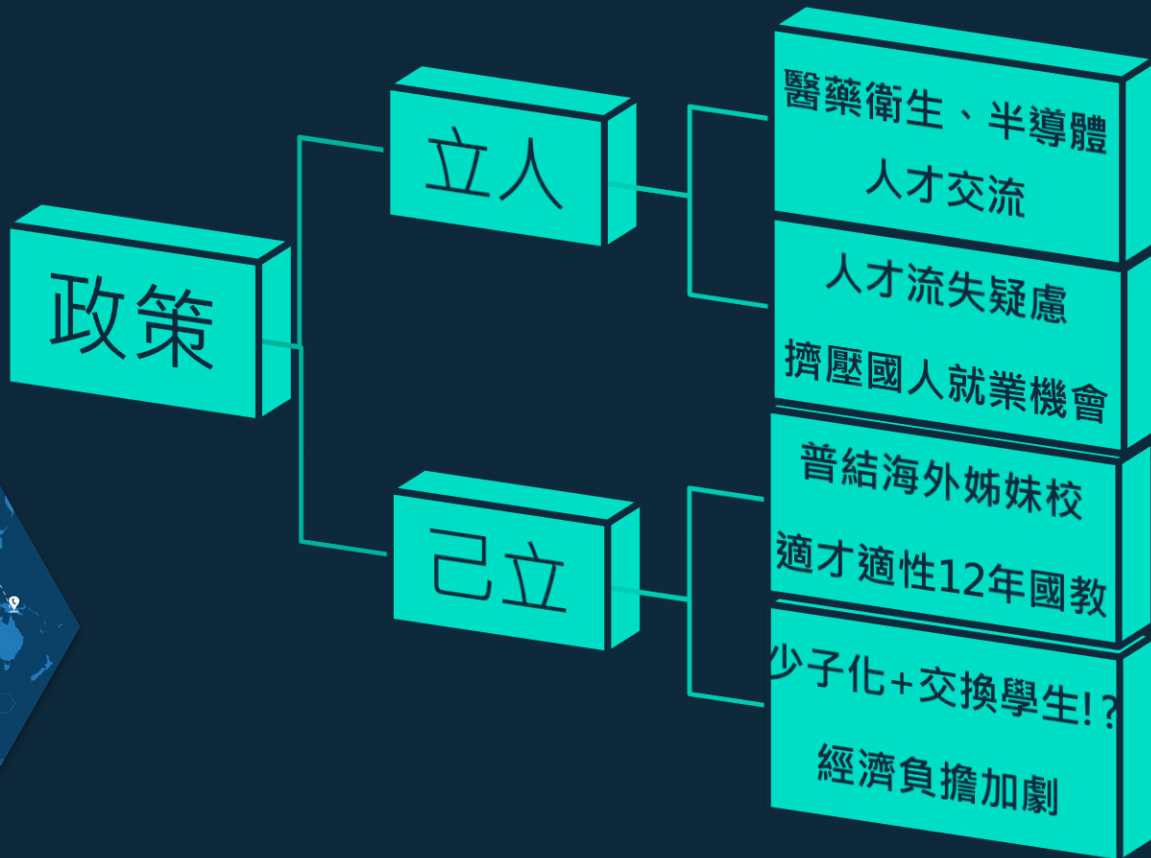 政策
立人
醫藥衛生、半導體
人才交流
人才流失疑慮
擠壓國人就業機會
己立
普結海外姊妹校
適才適性12年國教
少子化+交換學生!?
經濟負擔加劇